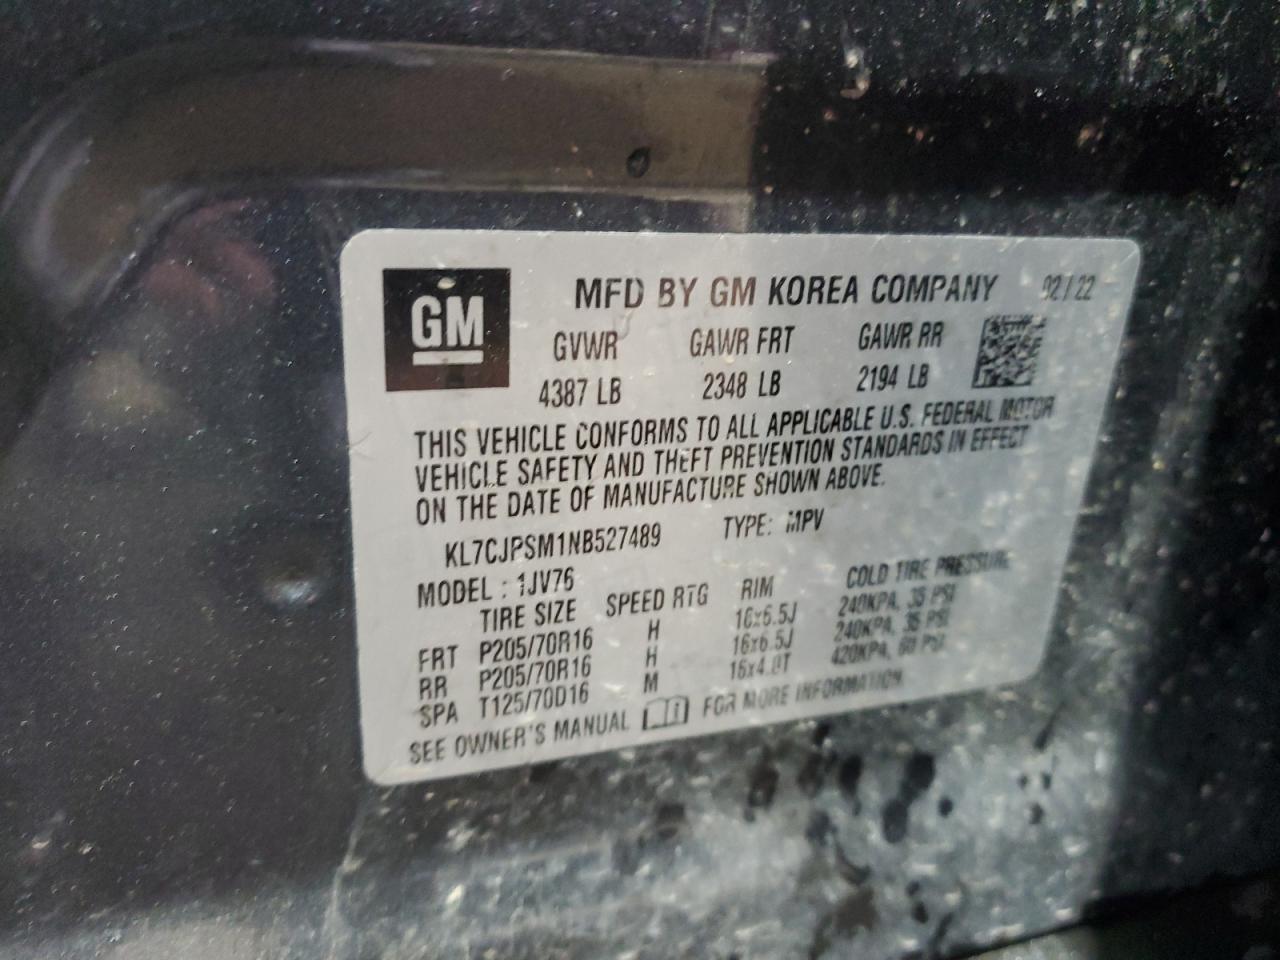 GM
MFD BY GM KOREA COMPANY 02/22
GVWR GAWR FRT GAWR RR
4387 LB 2348 LB 2194 LB
THIS VEHICLE CONFORMS TO ALL APPLICABLE U.S. FEDERAL MOTOR
VEHICLE SAFETY AND THEFT PREVENTION STANDARDS IN EFFECT
ON THE DATE OF MANUFACTURE SHOWN ABOVE.
KL7CJPSM1NB527489 TYPE: MPV
MODEL : 1JV76
TIRE SIZE SPEED RTG RIM COLD TIRE PRESSURE
FRT P205/70R16 H 16x6.5J 240KPA, 35 PSI
RR P205/70R16 H 16x6.5J 240KPA, 35 PSI
SPA T125/70D16 M 16x4.0T 420KPA, 60 PSI
SEE OWNER'S MANUAL FOR MORE INFORMATION